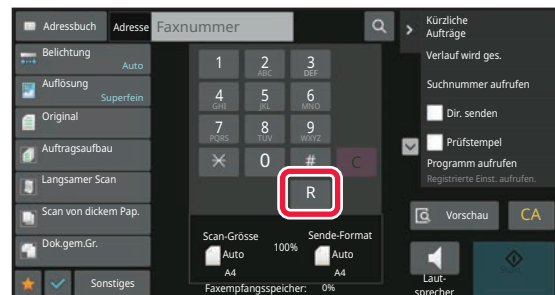 Adressbuch
Adresse
Faxnummer
Kürzliche
Aufträge
Belichtung
Auto
Verlauf wird ges.
Auflösung
Superfein
Suchnummer aufrufen
Original
Dir. senden
Auftragsaufbau
Prüfstempel
Langsamer Scan
Programm aufrufen
Registrierte Einst. aufrufen.
Scan von dickem Pap.
Dok.gem.Gr.
Sonstiges
1
2
ABC
3
DEF
4
GHI
5
JKL
6
MNO
7
PQRS
8
TUV
9
WXYZ
0
#
C
R
Scan-Grösse
100%
Sende-Format
Auto
Auto
A4
A4
Faxempfangsspeicher: 0%
Vorschau
CA
Laut-
sprecher
Start